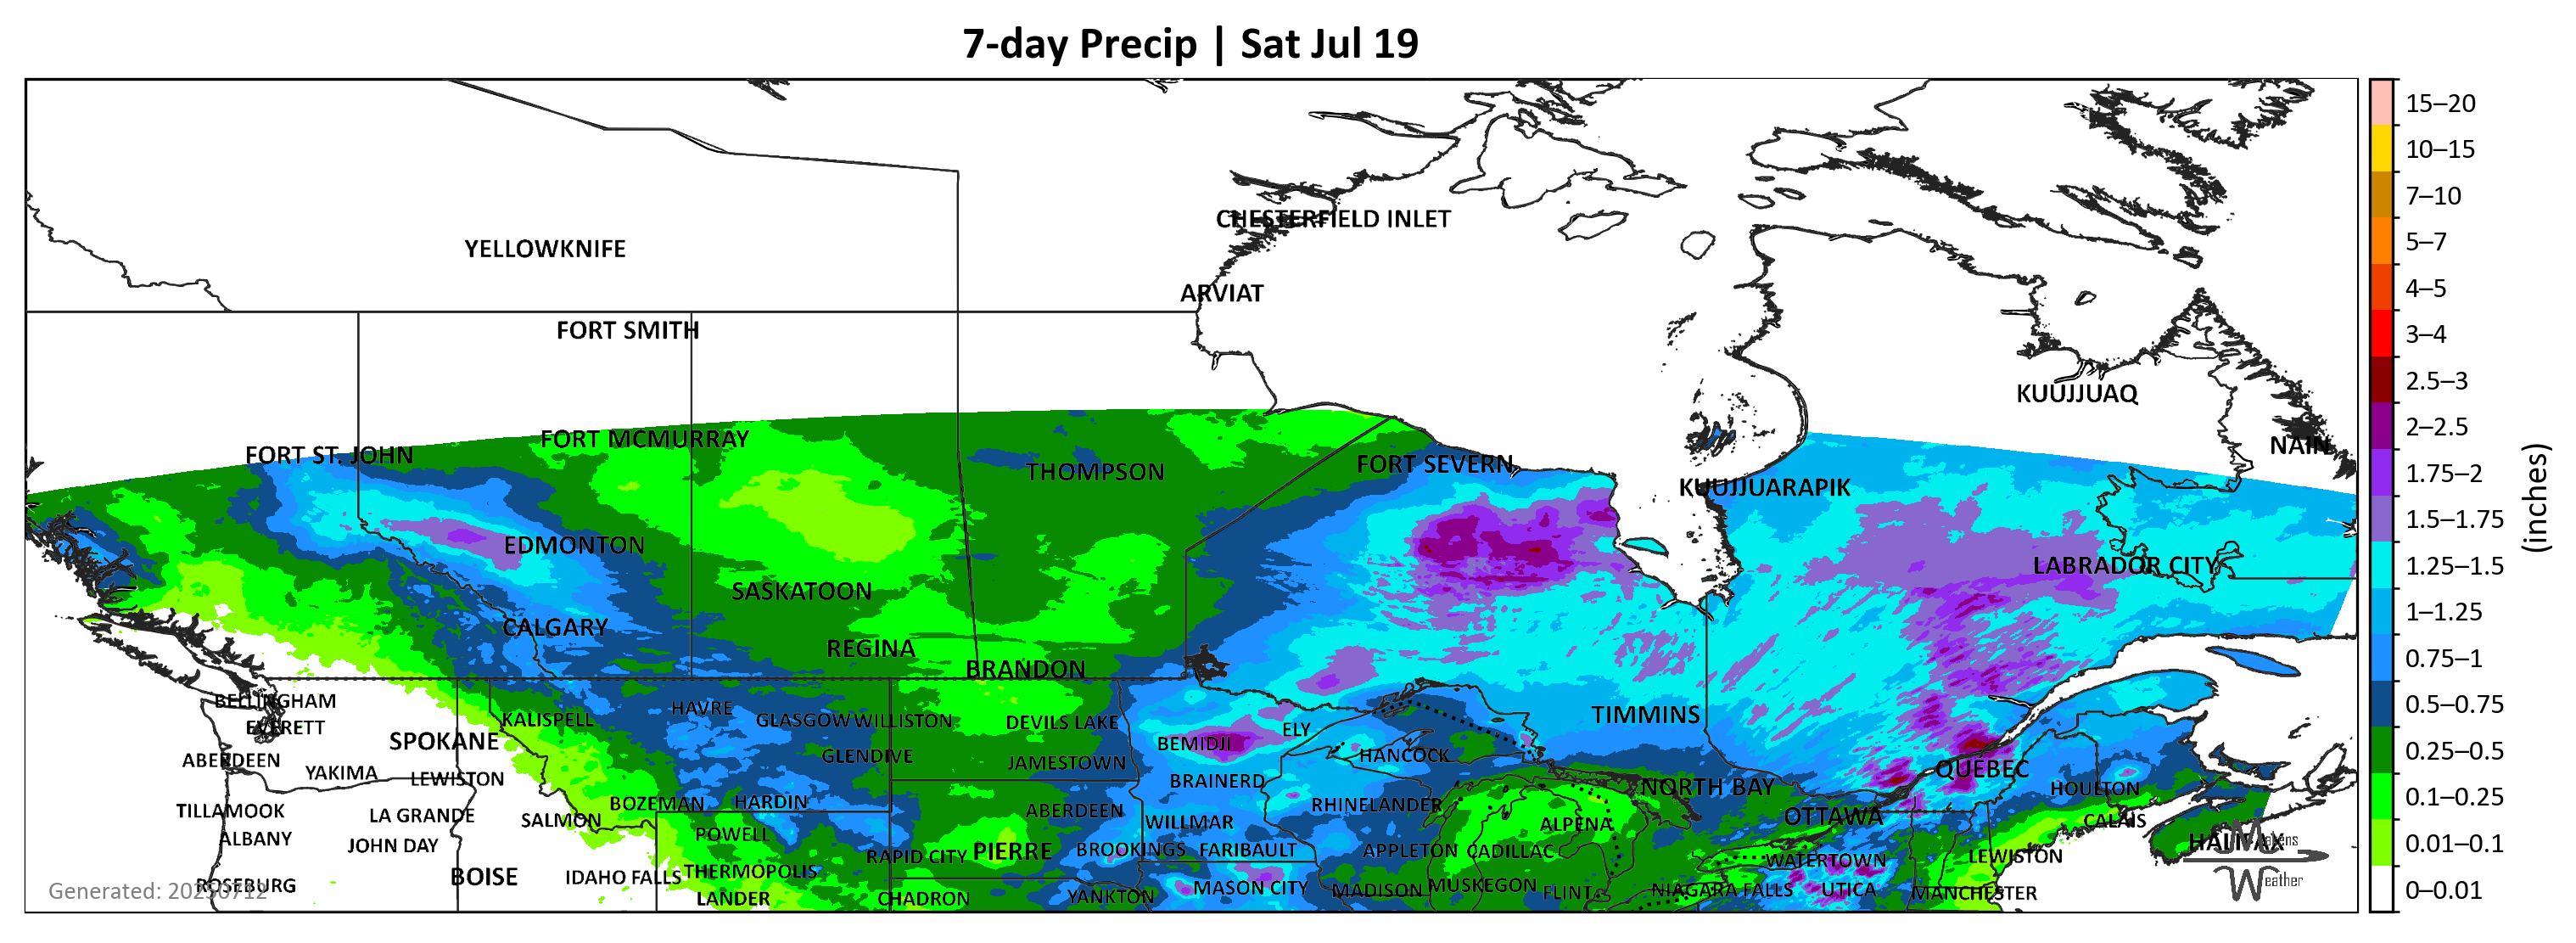 7-day Precip | Sat Jul 19
CHESTERFIELD INLET
YELLOWKNIFE
ARVIAT
FORT SMITH
KUUJJUAQ
NAIN
FORT MCMURRAY
FORT ST. JOHN
THOMPSON
FORT SEVERN
KUUJJUARAPIK
EDMONTON
LABRADOR CITY
SASKATOON
CALGARY
REGINA
BRANDON
BELLINGHAM
EVERETT
KALISPELL
HAVRE
GLASGOW WILLISTON
DEVILS LAKE
TIMMINS
SPOKANE
BEMIDJI
ELY
ABERDEEN
GLENDIVE
JAMESTOWN
HANCOCK
QUEBEC
YAKIMA
LEWISTON
BRAINERD
NORTH BAY
HOULTON
TILLAMOOK
LA GRANDE
SALMON
BOZEMAN
HARDIN
ABERDEEN
RHINELANDER
OTTAWA
CALAIS
ALBANY
JOHN DAY
POWELL
WILLMAR
ALPENA
HALIFAX
RAPID CITY
PIERRE
BROOKINGS
FARIBAULT
APPLETON
CADILLAC
WATERTOWN
LEWISTON
ROSEBURG
BOISE
IDAHO FALLS
THERMOPOLIS
LANDER
CHADRON
YANKTON
MASON CITY
MADISON
MUSKEGON
FLINT
NIAGARA FALLS
UTICA
MANCHESTER
Generated: 20250712
Weather
15–20
10–15
7–10
5–7
4–5
3–4
2.5–3
2–2.5
1.75–2
1.5–1.75
1.25–1.5
1–1.25
0.75–1
0.5–0.75
0.25–0.5
0.1–0.25
0.01–0.1
0–0.01
(inches)